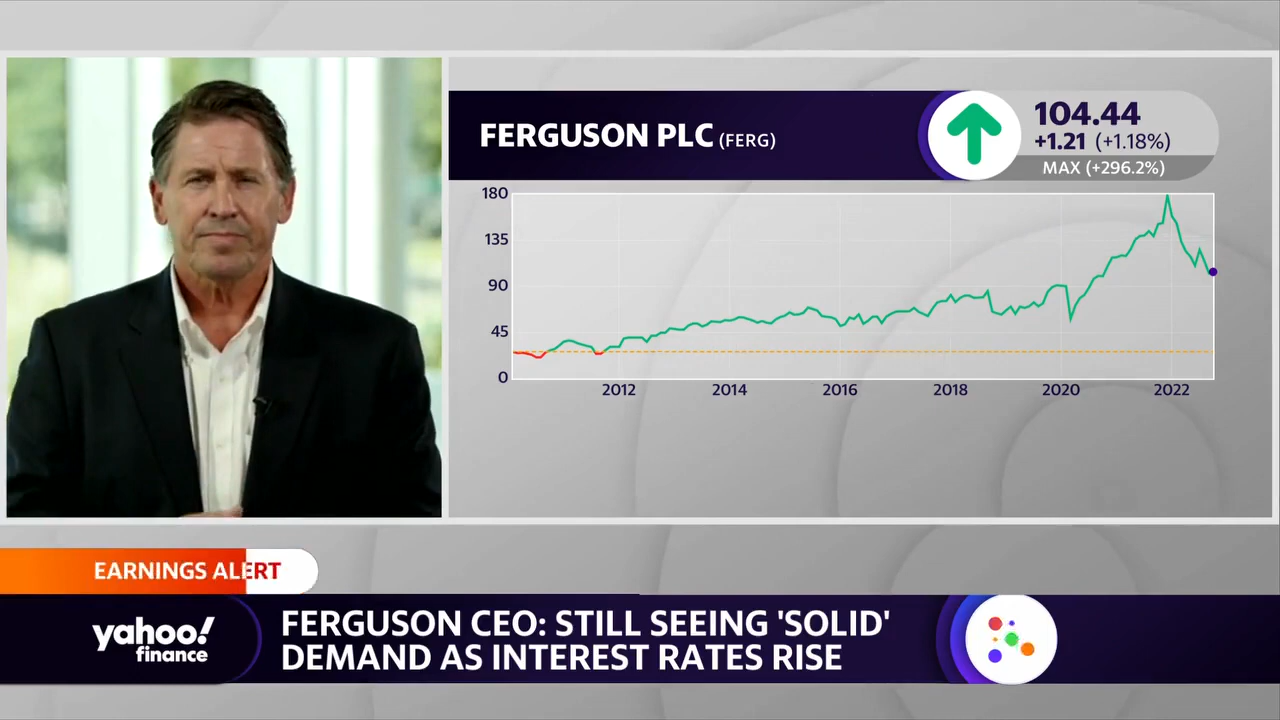 FERGUSON PLC (FERG)
104.44
+1.21 (+1.18%)
MAX (+296.2%)
180
135
90
45
0
2012 2014 2016 2018 2020 2022
EARNINGS ALERT
yahoo!
finance
FERGUSON CEO: STILL SEEING 'SOLID'
DEMAND AS INTEREST RATES RISE